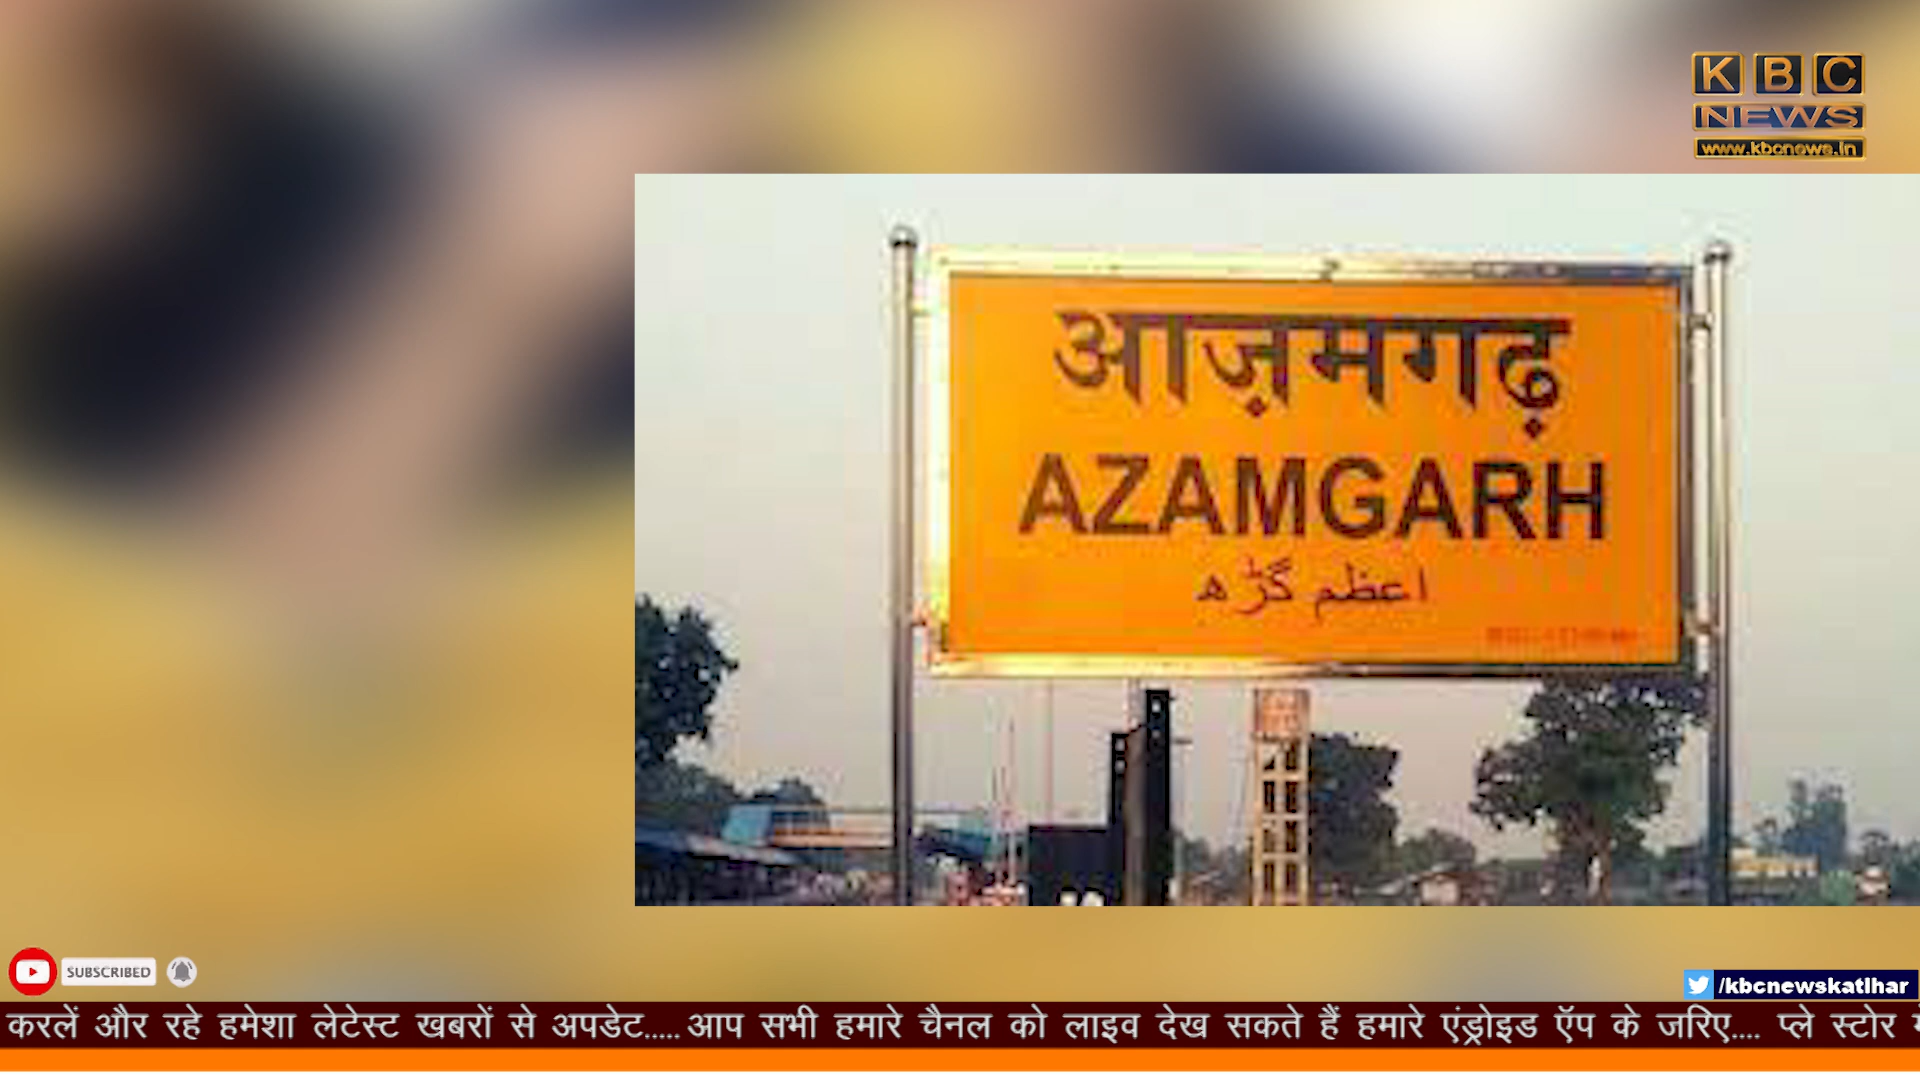 K B C
NEWS
www.kbcnews.in
आज़मगढ़
AZAMGARH
اعظم گڑھ
SUBSCRIBED
/kbcnewskatihar
करलें और रहे हमेशा लेटेस्ट खबरों से अपडेट..... आप सभी हमारे चैनल को लाइव देख सकते हैं हमारे एंड्रोइड ऍप के जरिए.... प्ले स्टोर